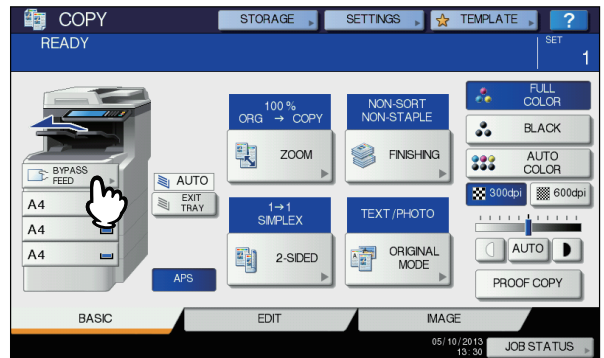 COPY
STORAGE
SETTINGS
TEMPLATE
?
READY
SET
1
100 %
ORG → COPY
ZOOM
NON-SORT
NON-STAPLE
FINISHING
FULL
COLOR
BLACK
AUTO
COLOR
300dpi
600dpi
BYPASS
FEED
A4
A4
A4
AUTO
EXIT
TRAY
APS
1→1
SIMPLEX
2-SIDED
TEXT/PHOTO
ORIGINAL
MODE
AUTO
PROOF COPY
BASIC
EDIT
IMAGE
05/10/2013
13:30
JOB STATUS